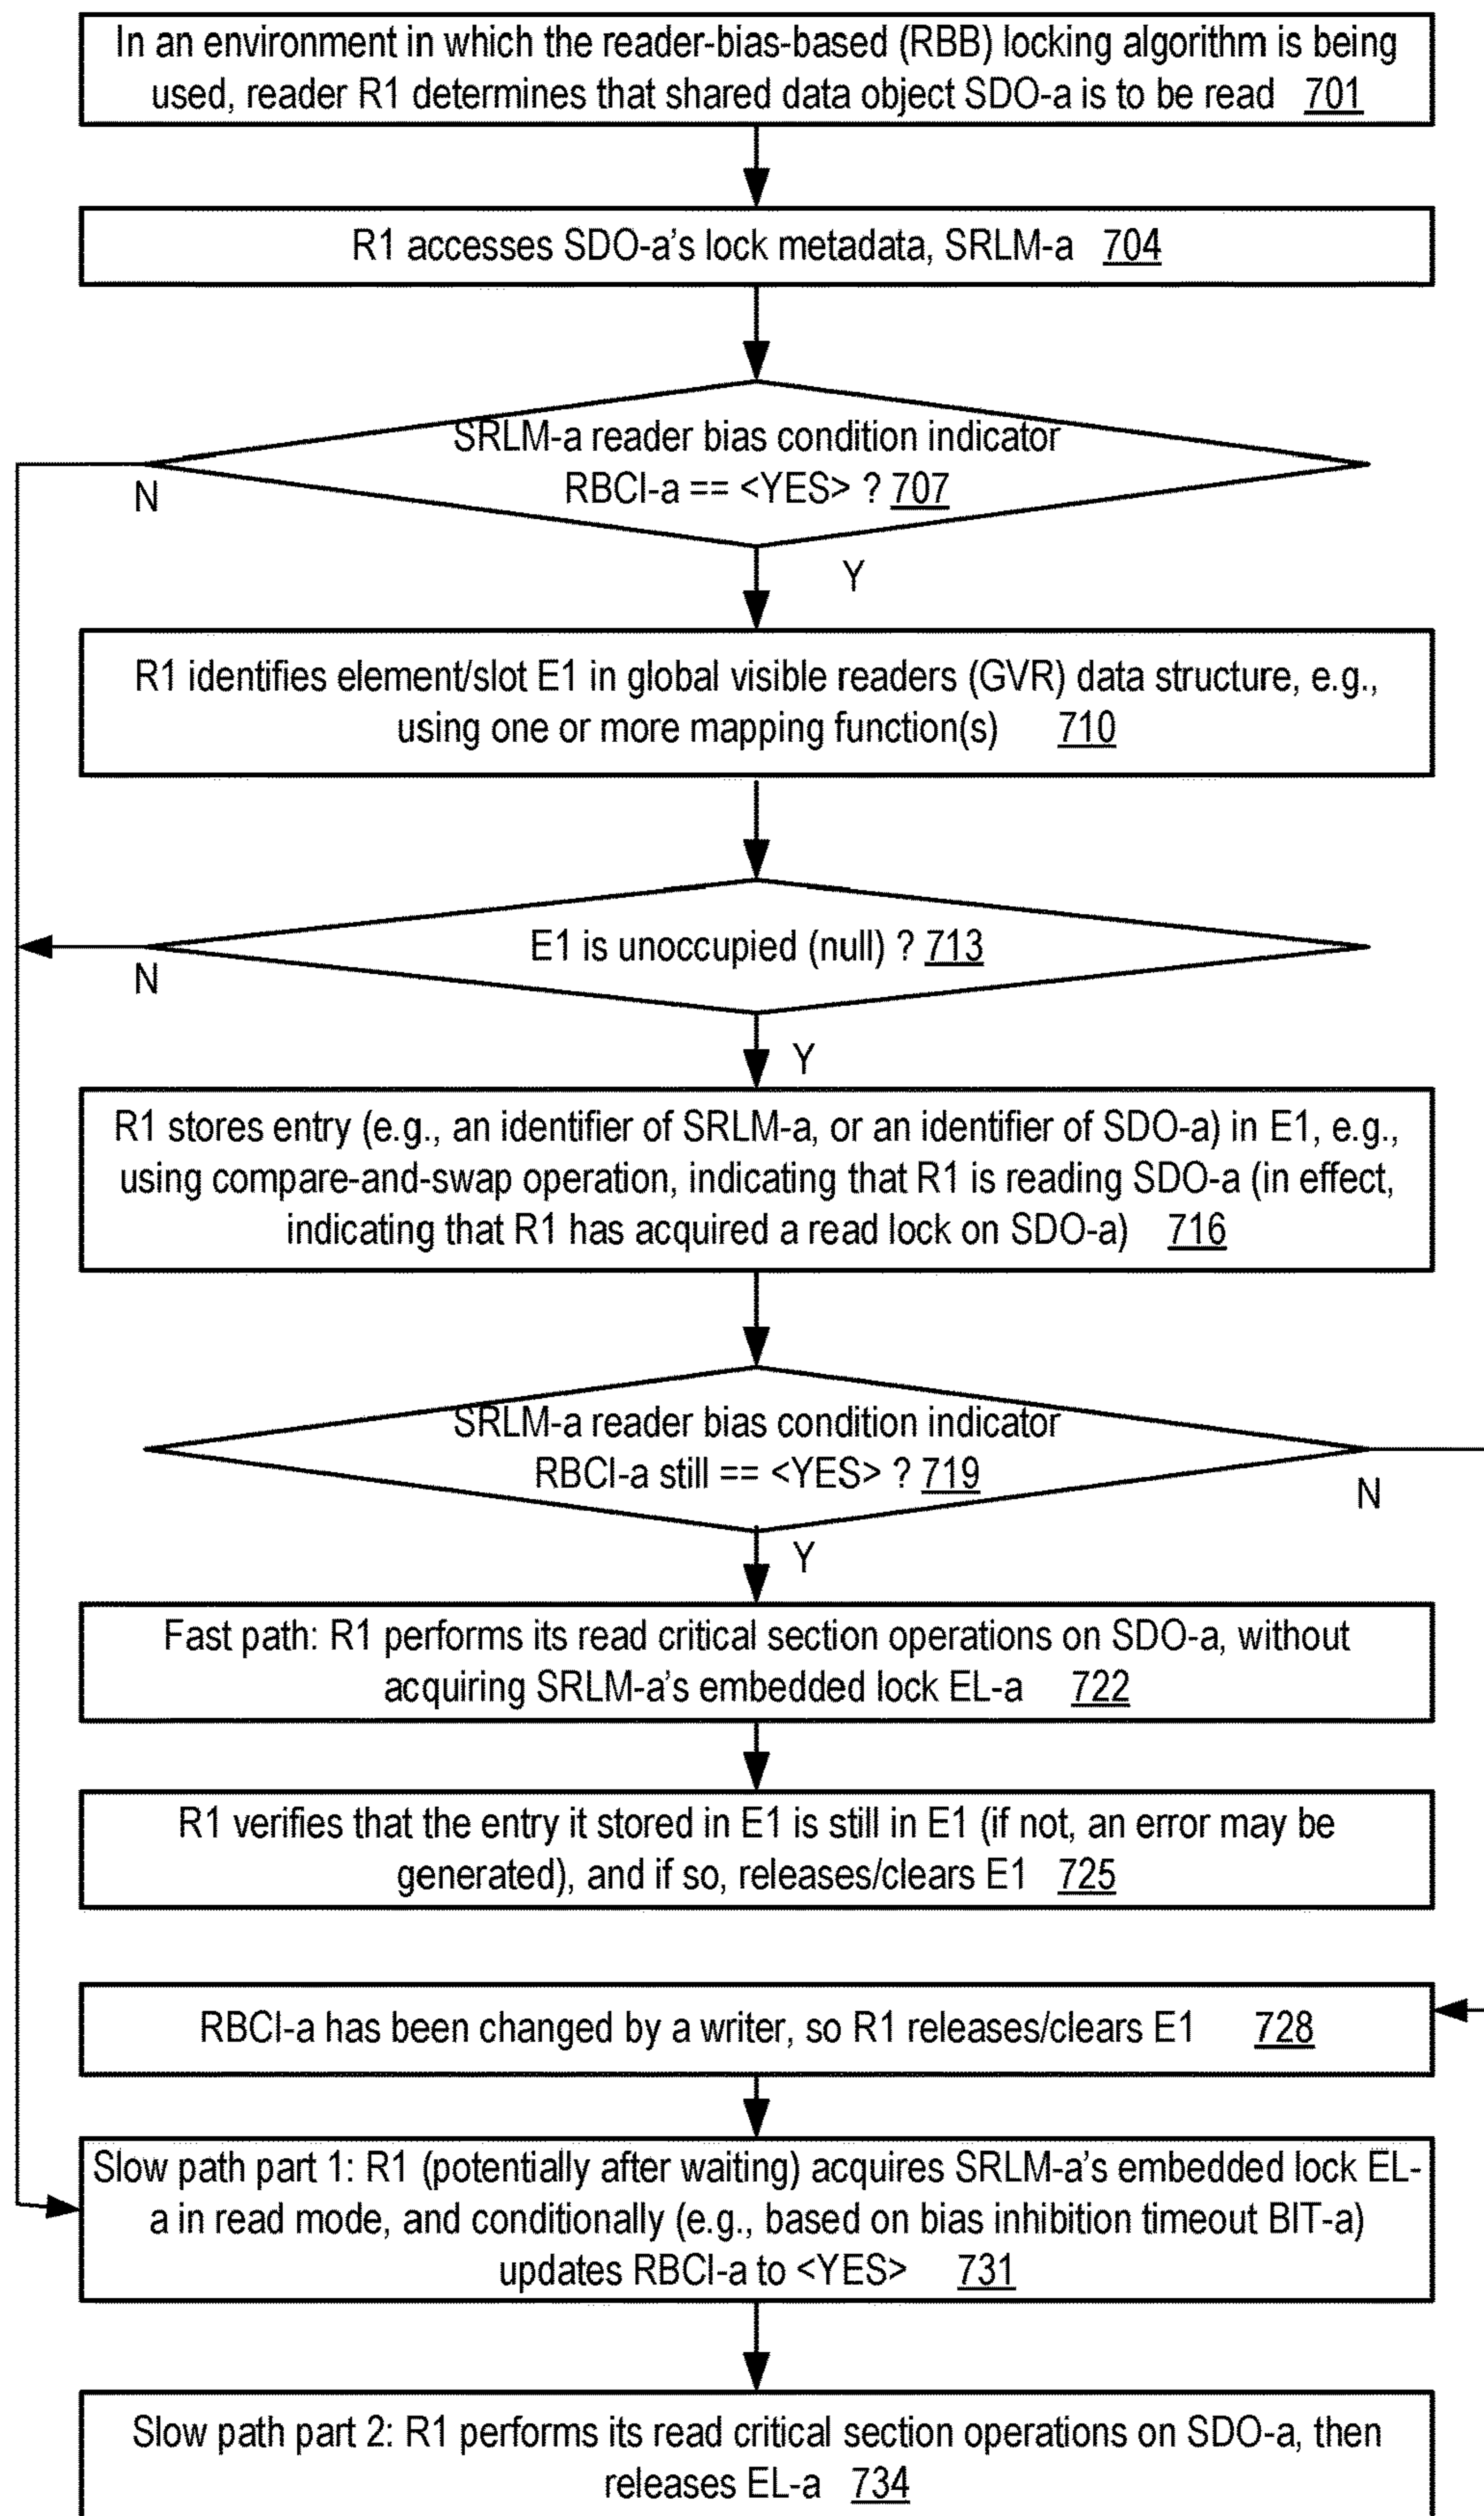 In an environment in which the reader-bias-based (RBB) locking algorithm is being
used, reader R1 determines that shared data object SDO-a is to be read 701
R1 accesses SDO-a's lock metadata, SRLM-a 704
SRLM-a reader bias condition indicator
RBCI-a == <YES> ? 707
N
Y
R1 identifies element/slot E1 in global visible readers (GVR) data structure, e.g.,
using one or more mapping function(s) 710
E1 is unoccupied (null) ? 713
N
Y
R1 stores entry (e.g., an identifier of SRLM-a, or an identifier of SDO-a) in E1, e.g.,
using compare-and-swap operation, indicating that R1 is reading SDO-a (in effect,
indicating that R1 has acquired a read lock on SDO-a) 716
SRLM-a reader bias condition indicator
RBCI-a still == <YES> ? 719
N
Y
Fast path: R1 performs its read critical section operations on SDO-a, without
acquiring SRLM-a's embedded lock EL-a 722
R1 verifies that the entry it stored in E1 is still in E1 (if not, an error may be
generated), and if so, releases/clears E1 725
RBCI-a has been changed by a writer, so R1 releases/clears E1 728
Slow path part 1: R1 (potentially after waiting) acquires SRLM-a's embedded lock EL-
a in read mode, and conditionally (e.g., based on bias inhibition timeout BIT-a)
updates RBCI-a to <YES> 731
Slow path part 2: R1 performs its read critical section operations on SDO-a, then
releases EL-a 734